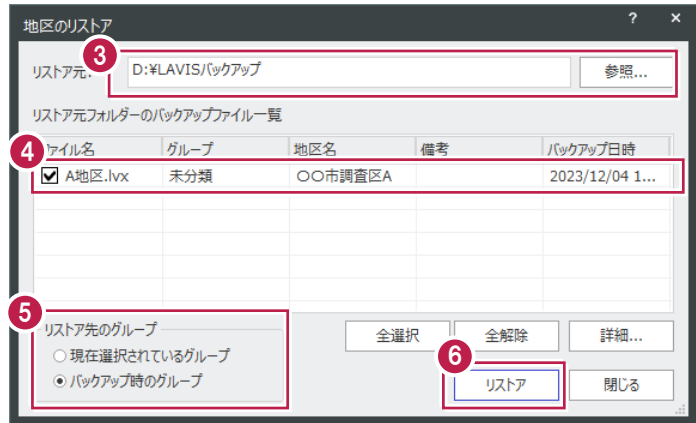 地区のリストア ? ×
3
リストア元: D:¥LAVISバックアップ 参照...
リストア元フォルダーのバックアップファイル一覧
4
ファイル名 グループ 地区名 備考 バックアップ日時
A地区.lvx 未分類 〇〇市調査区A 2023/12/04 1...
5
リストア先のグループ
現在選択されているグループ
バックアップ時のグループ
全選択 全解除 詳細...
6
リストア 閉じる